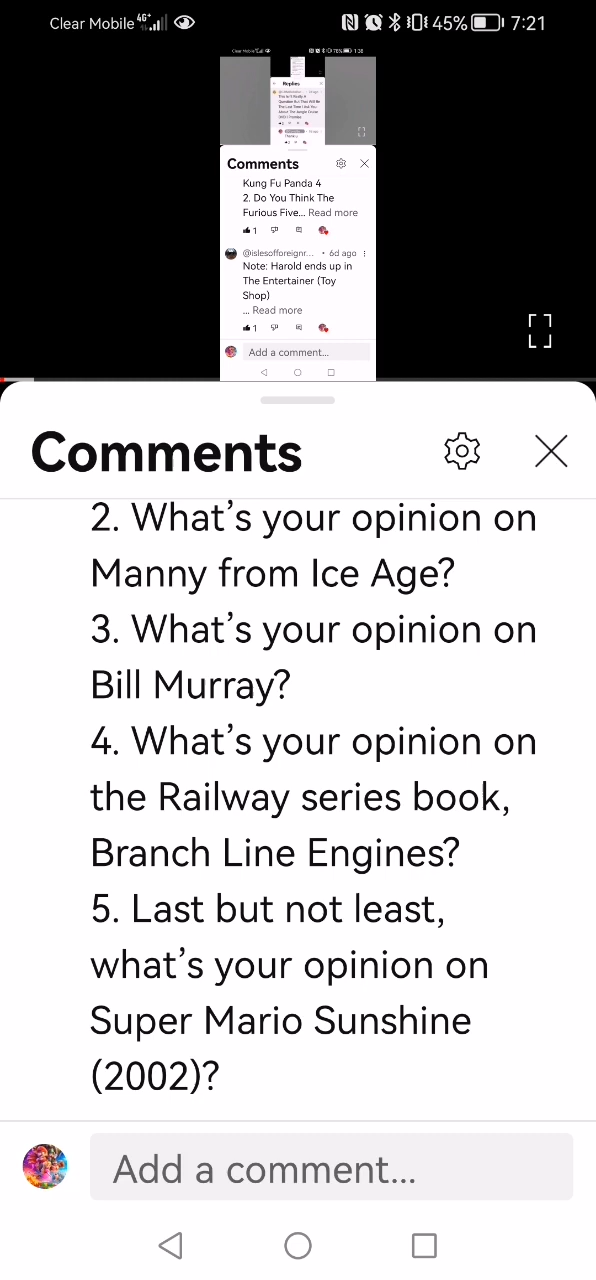 Clear Mobile 4G 45% 7:21
Replies
Comments
Kung Fu Panda 4
2. Do You Think The
Furious Five... Read more
1
@islesofforeignr... • 6d ago
Note: Harold ends up in
The Entertainer (Toy
Shop)
... Read more
1
Add a comment...
Comments
2. What's your opinion on
Manny from Ice Age?
3. What's your opinion on
Bill Murray?
4. What's your opinion on
the Railway series book,
Branch Line Engines?
5. Last but not least,
what's your opinion on
Super Mario Sunshine
(2002)?
Add a comment...